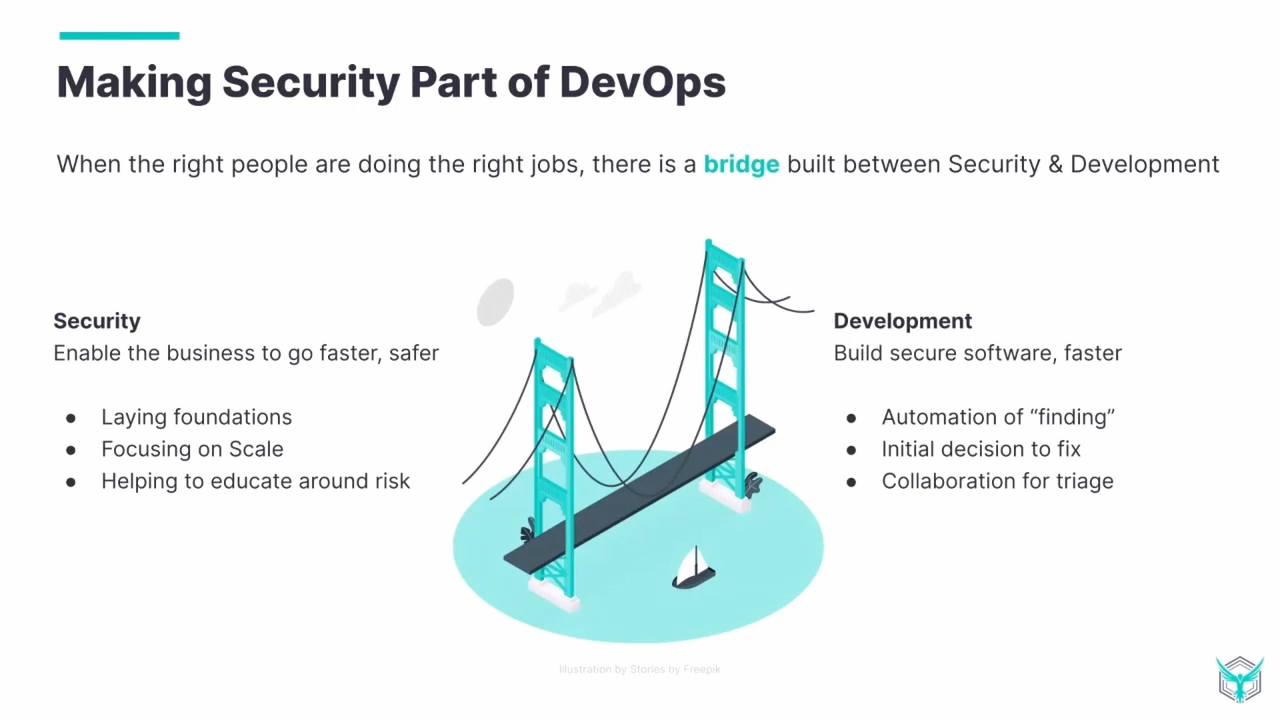 Making Security Part of DevOps
When the right people are doing the right jobs, there is a bridge built between Security & Development
Security
Enable the business to go faster, safer
● Laying foundations
● Focusing on Scale
● Helping to educate around risk
Development
Build secure software, faster
● Automation of “finding”
● Initial decision to fix
● Collaboration for triage
Illustration by Stories by Freepik